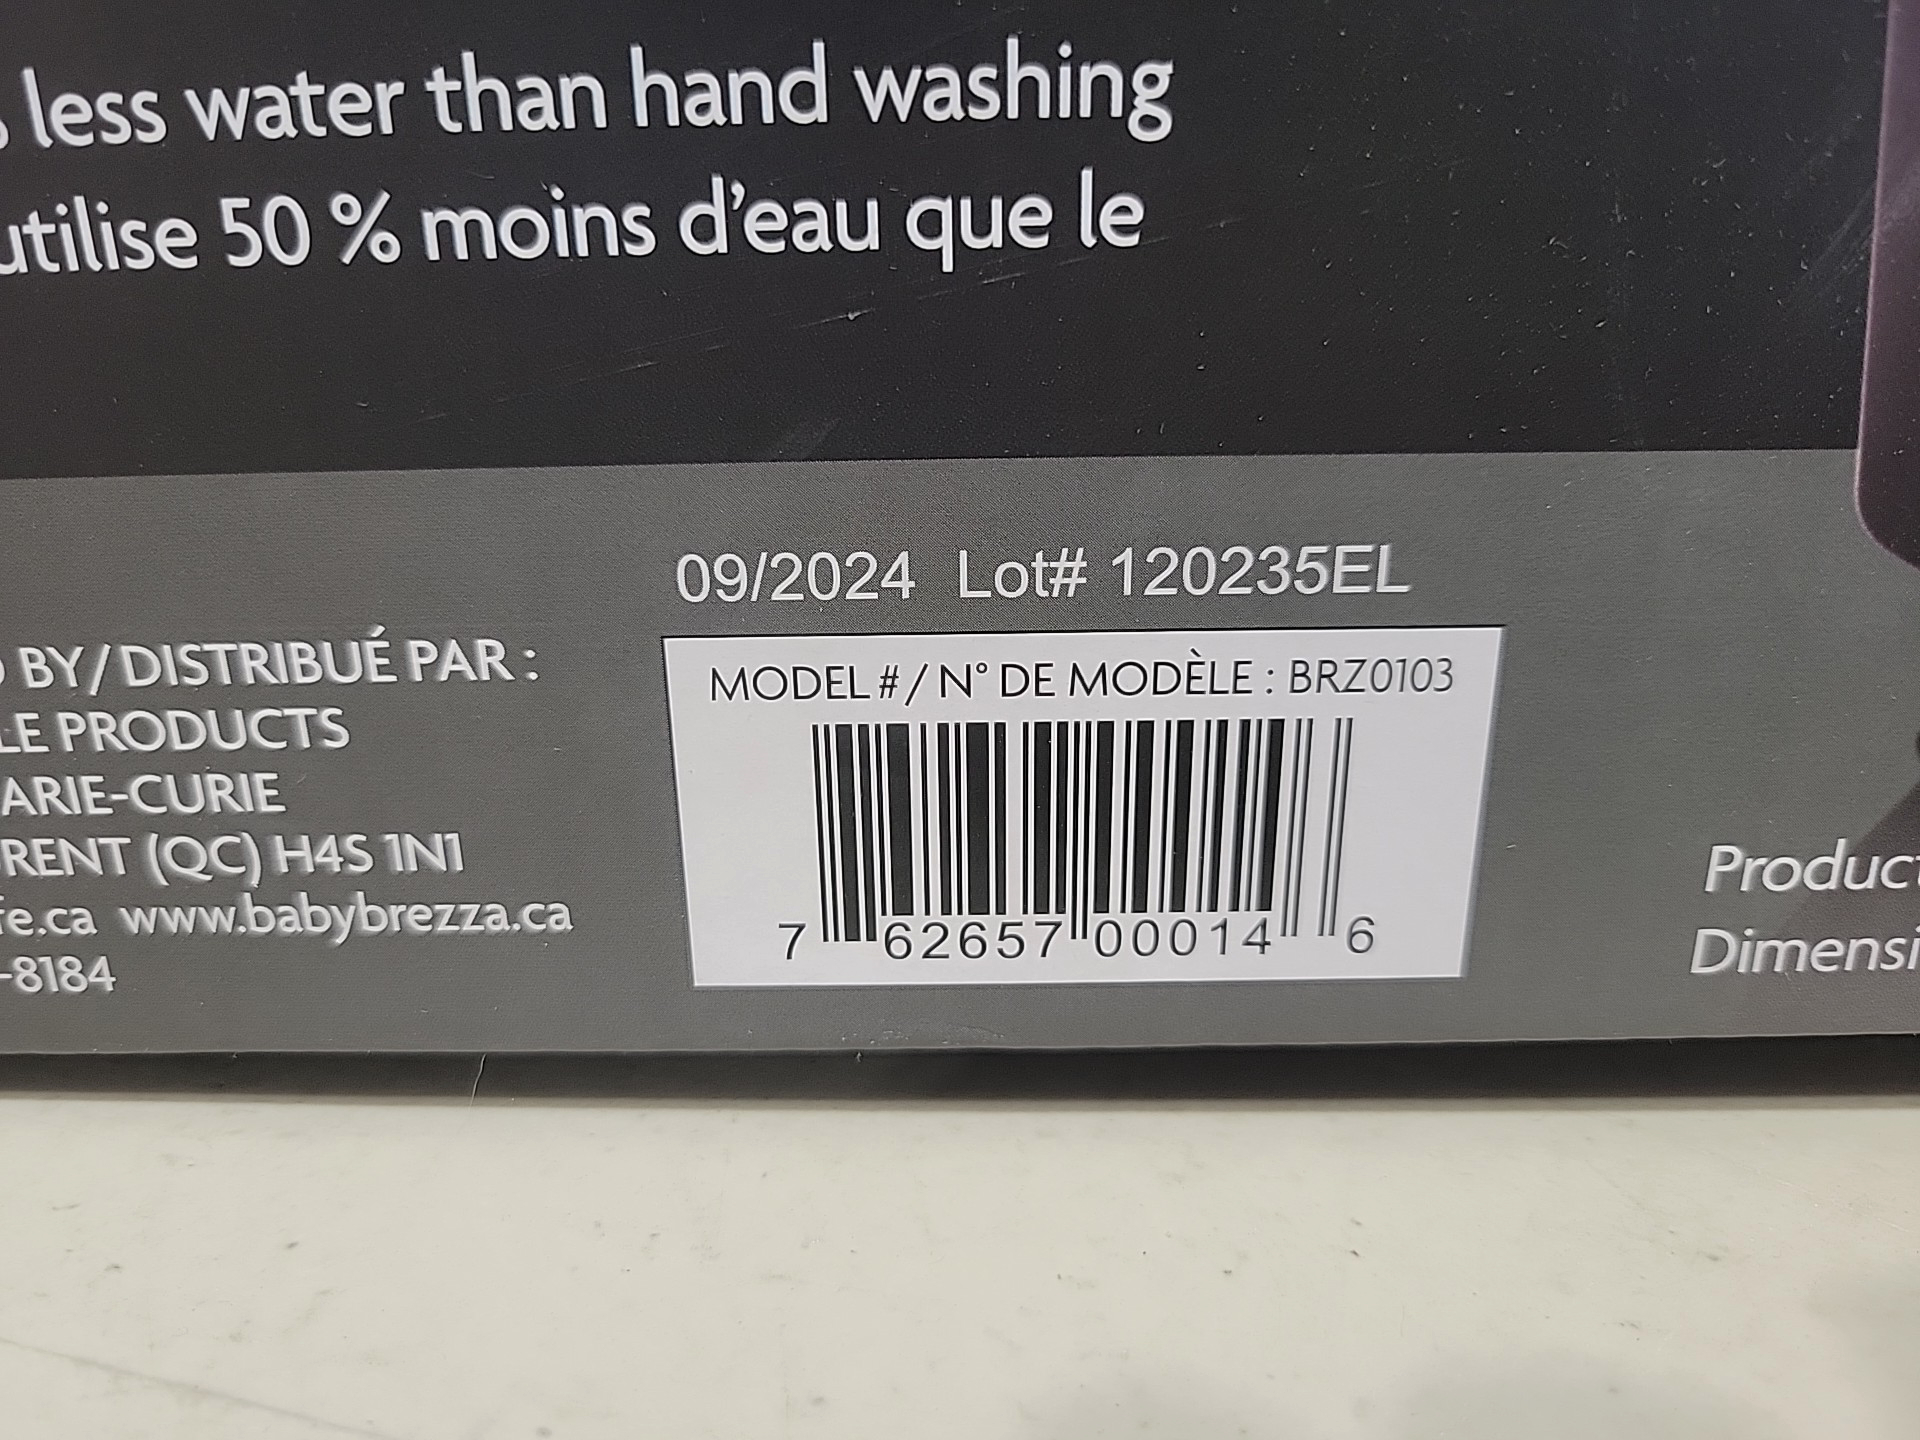 less water than hand washing
utilise 50 % moins d'eau que le
09/2024 Lot# 120235EL
BY/DISTRIBUÉ PAR :
LE PRODUCTS
ARIE-CURIE
RENT (QC) H4S 1N1
fe.ca www.babybrezza.ca
-8184
MODEL #/ N° DE MODÈLE : BRZ0103
7 62657 00014 6
Product
Dimensi